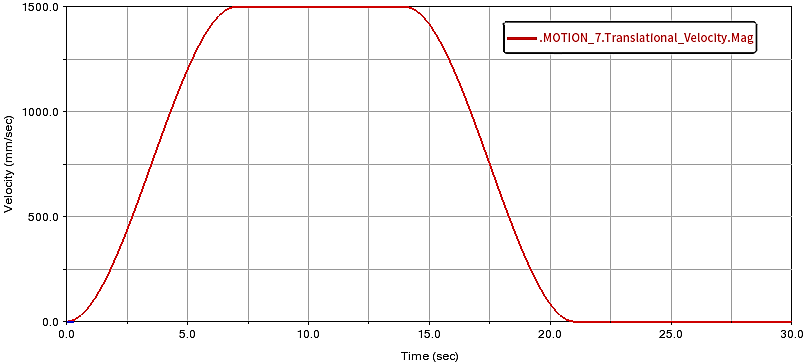 1500.0
.MOTION_7.Translational_Velocity.Mag
1000.0
Velocity (mm/sec)
500.0
0.0
0.0 5.0 10.0 15.0 20.0 25.0 30.0
Time (sec)